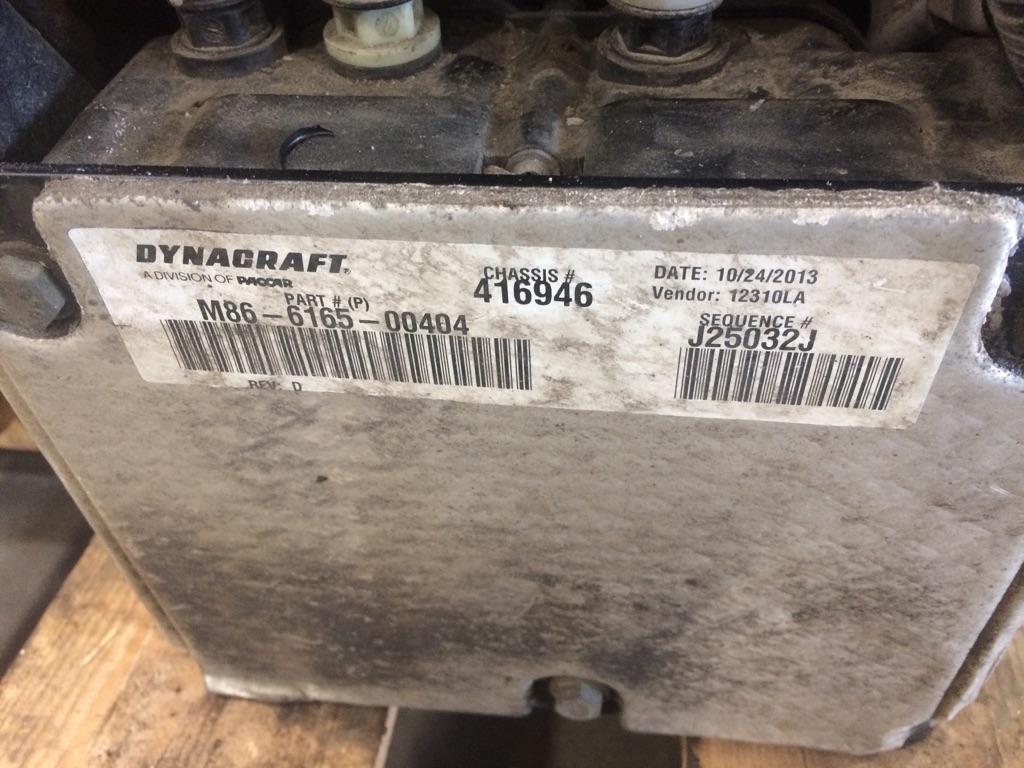 DYNACRAFT®
A DIVISION OF PACCAR
PART # (P)
M86-6165-00404
REV: D
CHASSIS #
416946
DATE: 10/24/2013
Vendor: 12310LA
SEQUENCE #
J25032J